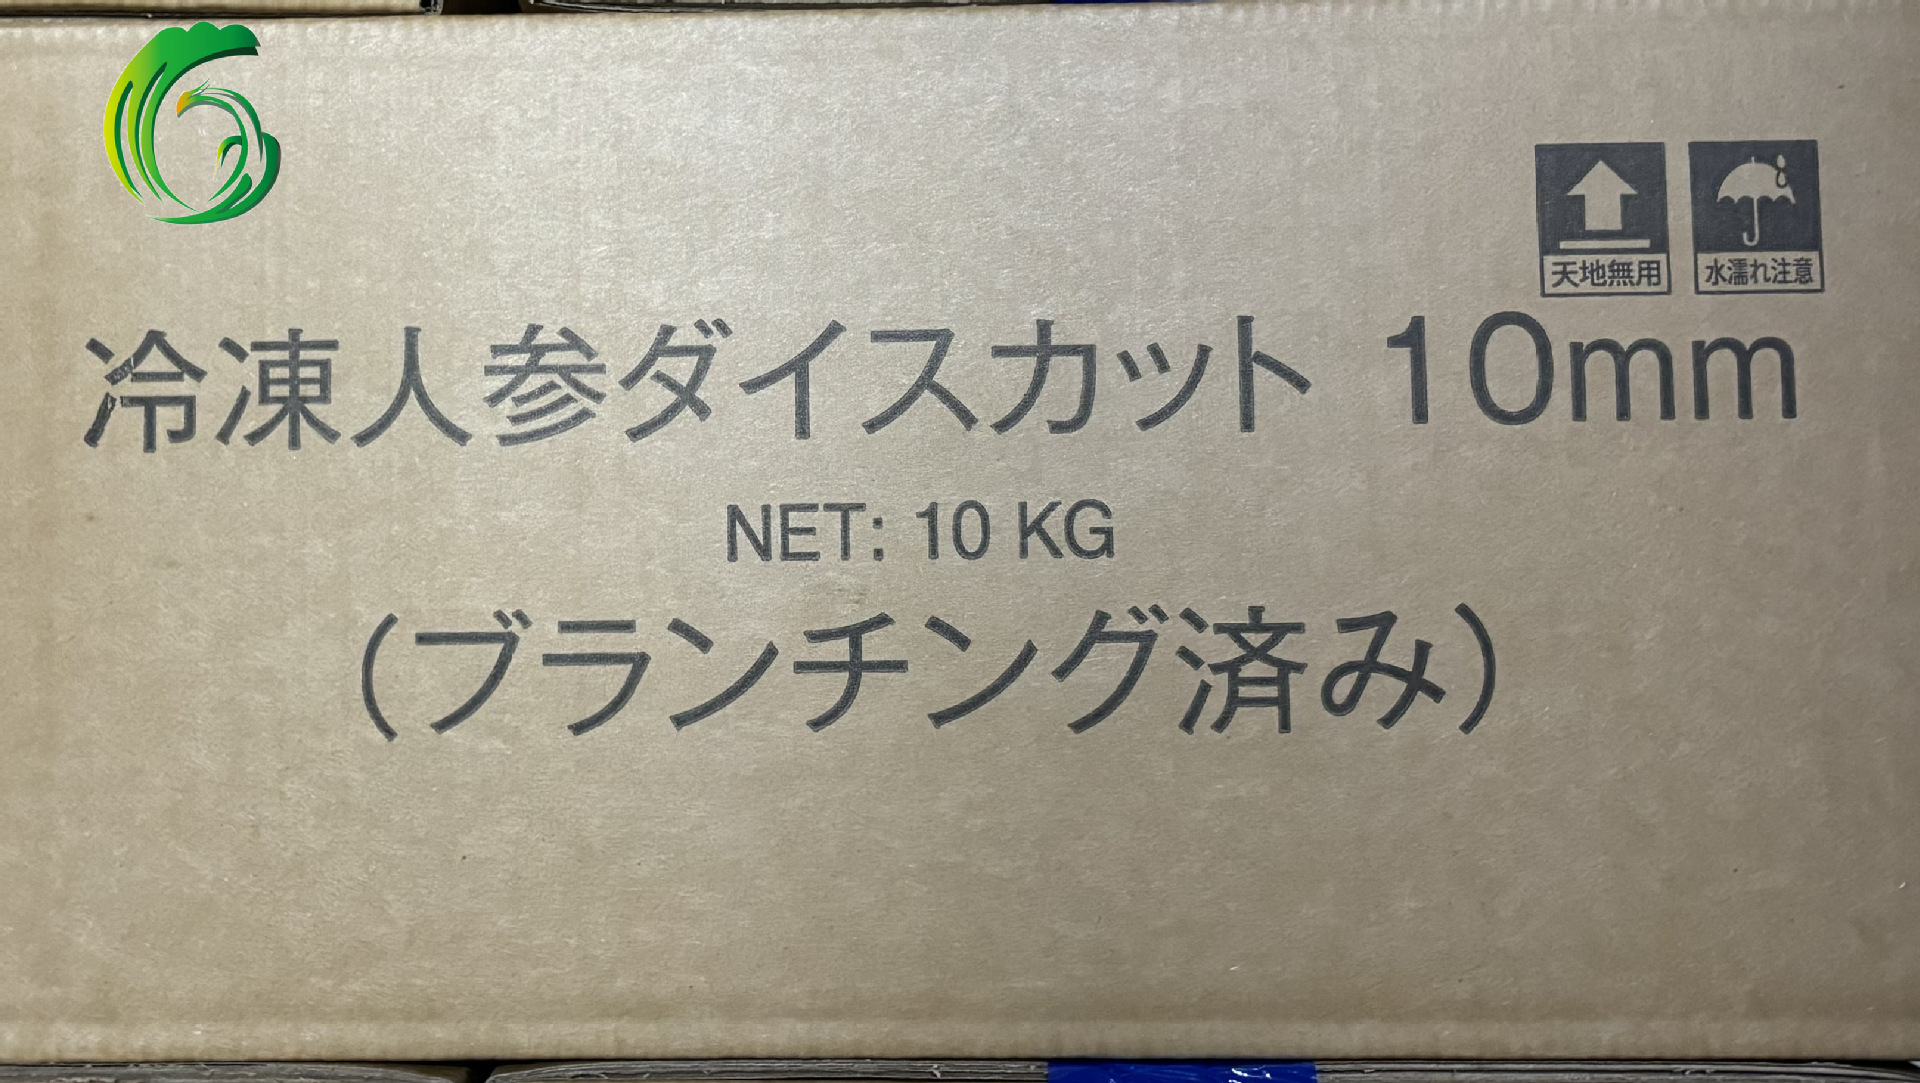 天地無用
水濡れ注意
冷凍人参ダイスカット 10mm
NET: 10 KG
(ブランチング済み)